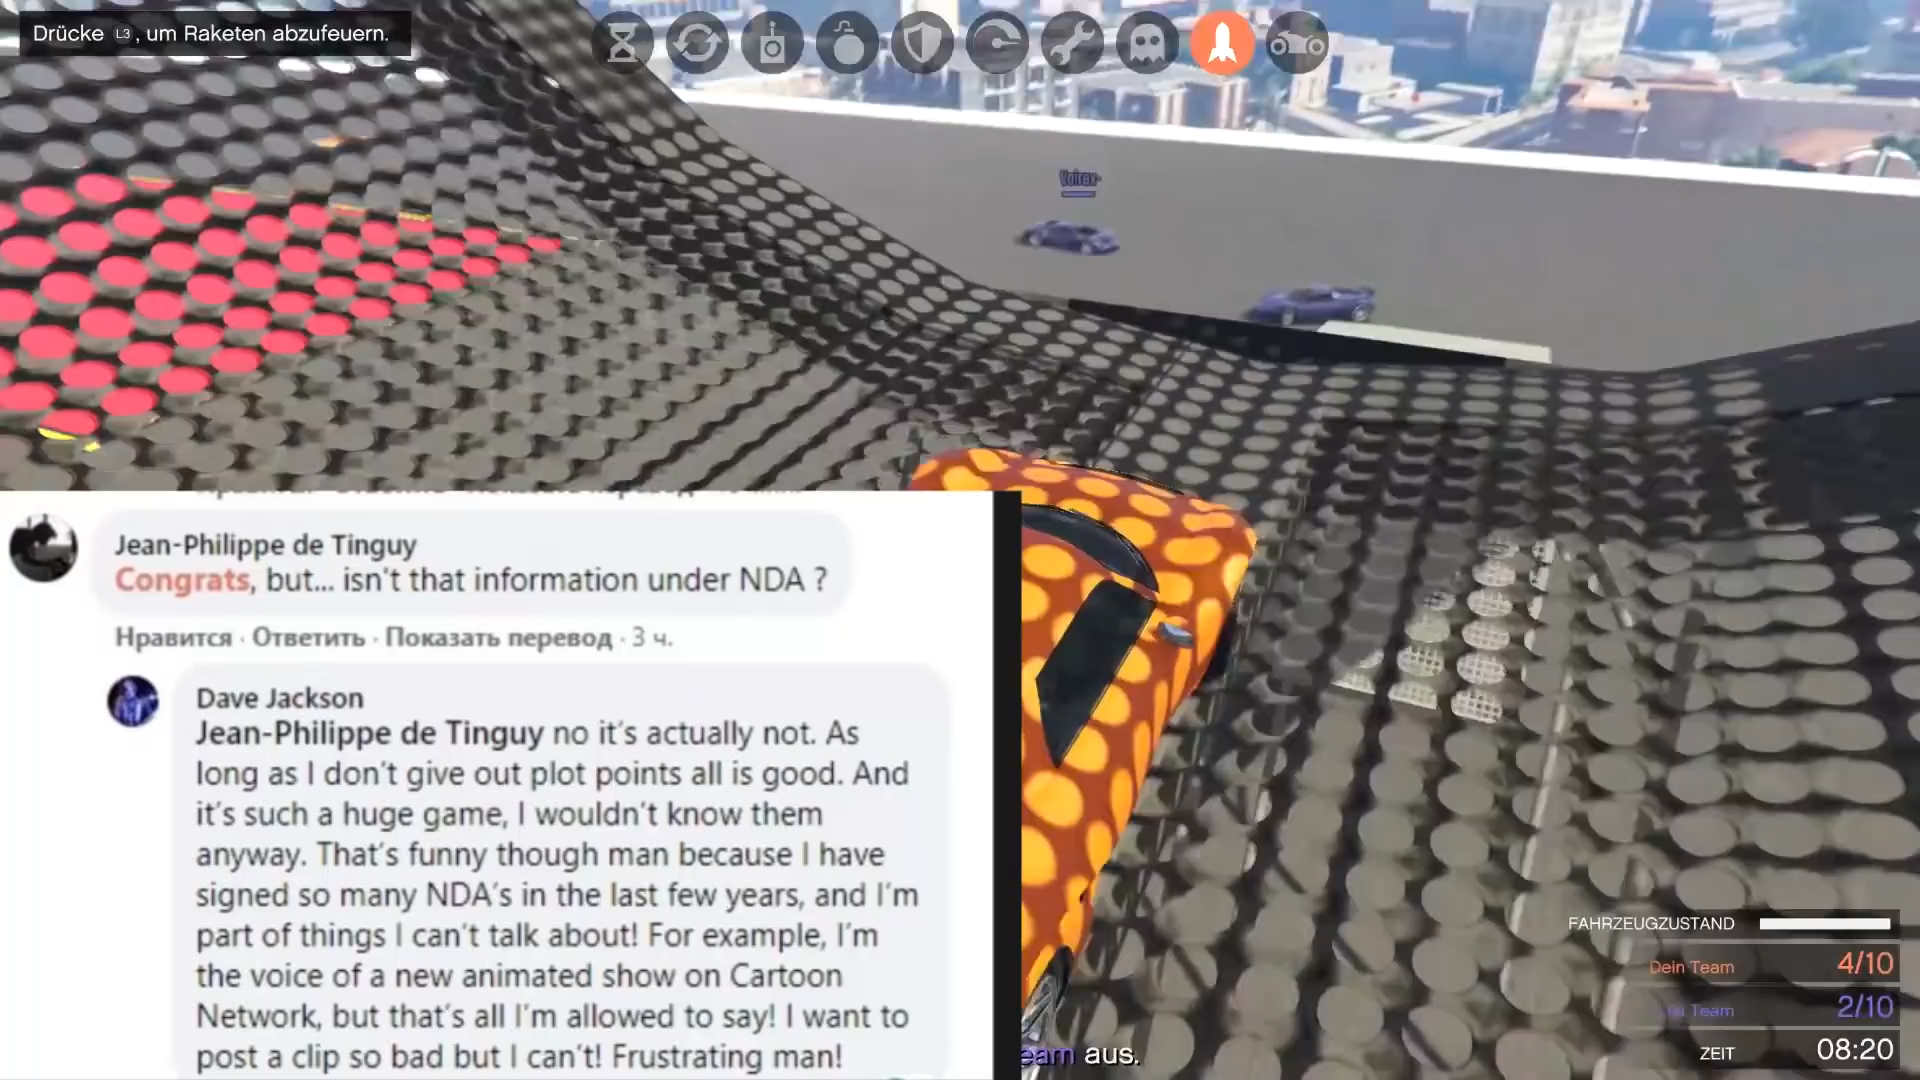 Drücke L3, um Raketen abzufeuern.
Jean-Philippe de Tinguy
Congrats, but... isn't that information under NDA ?
Нравится · Ответить · Показать перевод · 3 ч.
Dave Jackson
Jean-Philippe de Tinguy no it's actually not. As
long as I don't give out plot points all is good. And
it's such a huge game, I wouldn't know them
anyway. That's funny though man because I have
signed so many NDA's in the last few years, and I'm
part of things I can't talk about! For example, I'm
the voice of a new animated show on Cartoon
Network, but that's all I'm allowed to say! I want to
post a clip so bad but I can't! Frustrating man!
aus.
FAHRZEUGZUSTAND
Dein Team 4/10
Team 2/10
ZEIT 08:20